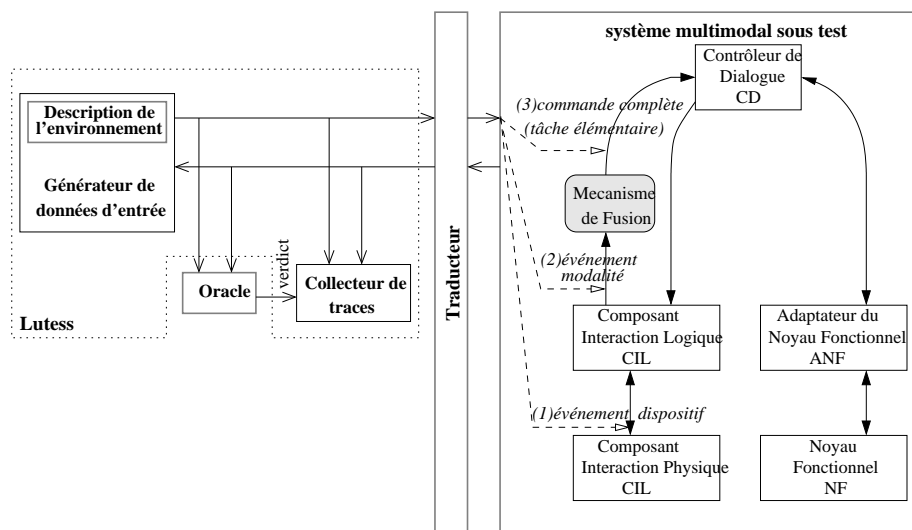 système multimodal sous test
Contrôleur de
Dialogue
CD
Description de
l'environnement
(3)commande complète
(tâche élémentaire)
Générateur de
données d'entrée
Mecanisme
de Fusion
(2)événement
modalité
verdict
Oracle
Collecteur de
traces
Lutess
Traducteur
Composant
Interaction Logique
CIL
Adaptateur du
Noyau Fonctionnel
ANF
(1)événement dispositif
Composant
Interaction Physique
CIL
Noyau
Fonctionnel
NF